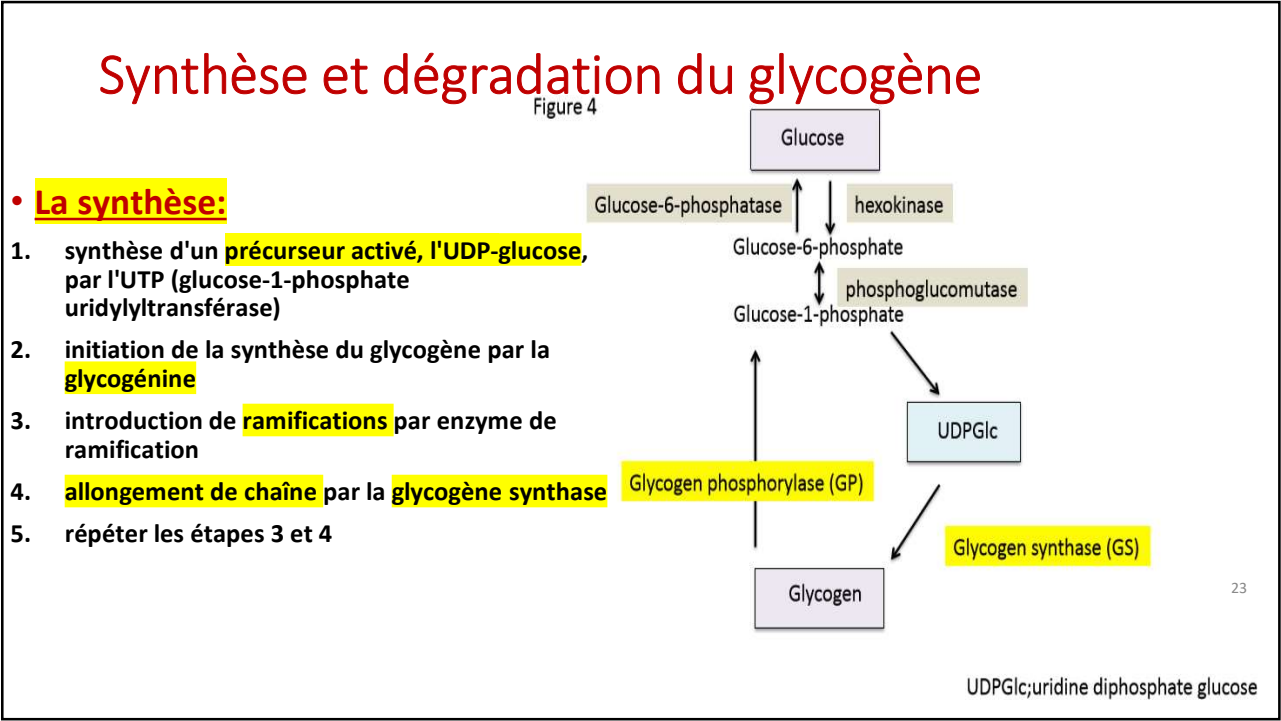 Synthèse et dégradation du glycogène
Figure 4
• La synthèse:
1. synthèse d'un précurseur activé, l'UDP-glucose,
par l'UTP (glucose-1-phosphate
uridylyltransférase)
2. initiation de la synthèse du glycogène par la
glycogénine
3. introduction de ramifications par enzyme de
ramification
4. allongement de chaîne par la glycogène synthase
5. répéter les étapes 3 et 4
Glucose
Glucose-6-phosphatase
hexokinase
Glucose-6-phosphate
phosphoglucomutase
Glucose-1-phosphate
UDPGlc
Glycogen phosphorylase (GP)
Glycogen synthase (GS)
Glycogen
23
UDPGlc;uridine diphosphate glucose